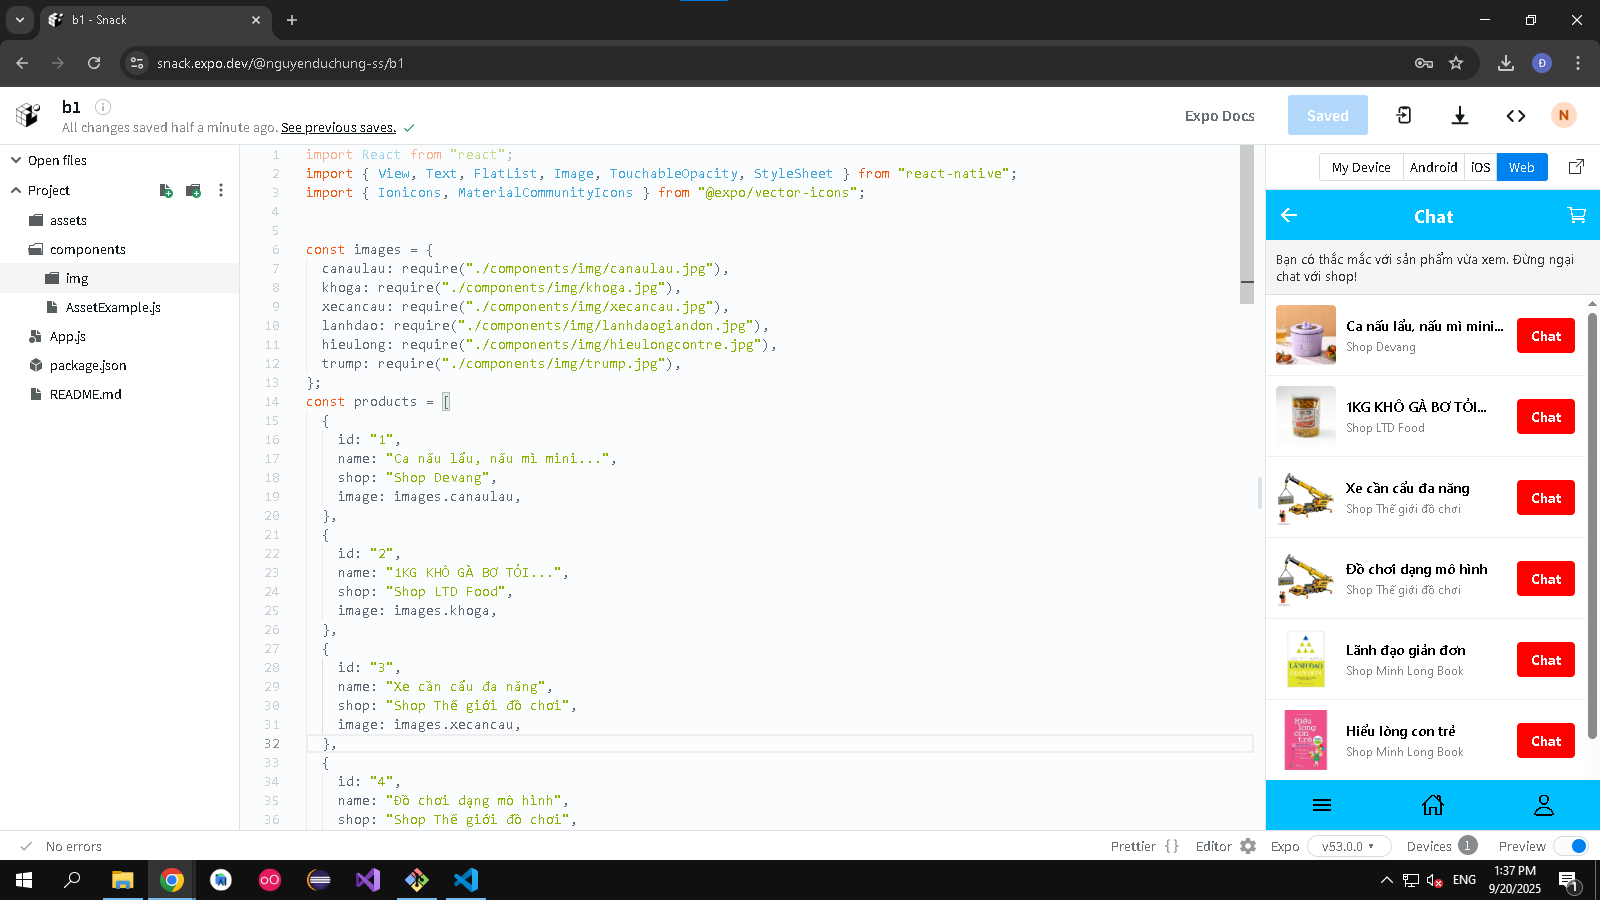 b1 - Snack
snack.expo.dev/@nguyenduchung-ss/b1
Đ
b1
All changes saved half a minute ago. See previous saves.
Expo Docs
Saved
N
Open files
Project
assets
components
img
AssetExample.js
App.js
package.json
README.md
1 import React from "react";
2 import { View, Text, FlatList, Image, TouchableOpacity, StyleSheet } from "react-native";
3 import { Ionicons, MaterialCommunityIcons } from "@expo/vector-icons";
4
5
6 const images = {
7 canaulau: require("./components/img/canaulau.jpg"),
8 khoga: require("./components/img/khoga.jpg"),
9 xecancau: require("./components/img/xecancau.jpg"),
10 lanhdao: require("./components/img/lanhdaogiandon.jpg"),
11 hieulong: require("./components/img/hieulongcontre.jpg"),
12 trump: require("./components/img/trump.jpg"),
13 };
14 const products = [
15 {
16 id: "1",
17 name: "Ca nấu lẩu, nấu mì mini...",
18 shop: "Shop Devang",
19 image: images.canaulau,
20 },
21 {
22 id: "2",
23 name: "1KG KHÔ GÀ BƠ TỎI...",
24 shop: "Shop LTD Food",
25 image: images.khoga,
26 },
27 {
28 id: "3",
29 name: "Xe cần cẩu đa năng",
30 shop: "Shop Thế giới đồ chơi",
31 image: images.xecancau,
32 },
33 {
34 id: "4",
35 name: "Đồ chơi dạng mô hình",
36 shop: "Shop Thế giới đồ chơi",
My Device Android iOS Web
Chat
Bạn có thắc mắc với sản phẩm vừa xem. Đừng ngại
chat với shop!
Ca nấu lẩu, nấu mì mini...
Shop Devang
Chat
1KG KHÔ GÀ BƠ TỎI...
Shop LTD Food
Chat
Xe cần cẩu đa năng
Shop Thế giới đồ chơi
Chat
Đồ chơi dạng mô hình
Shop Thế giới đồ chơi
Chat
LÃNH ĐẠO
Lãnh đạo giản đơn
Shop Minh Long Book
Chat
Hiểu
lòng
con trẻ
Hiểu lòng con trẻ
Shop Minh Long Book
Chat
No errors
Prettier { } Editor Expo v53.0.0 Devices 1 Preview
ENG
1:37 PM
9/20/2025
1